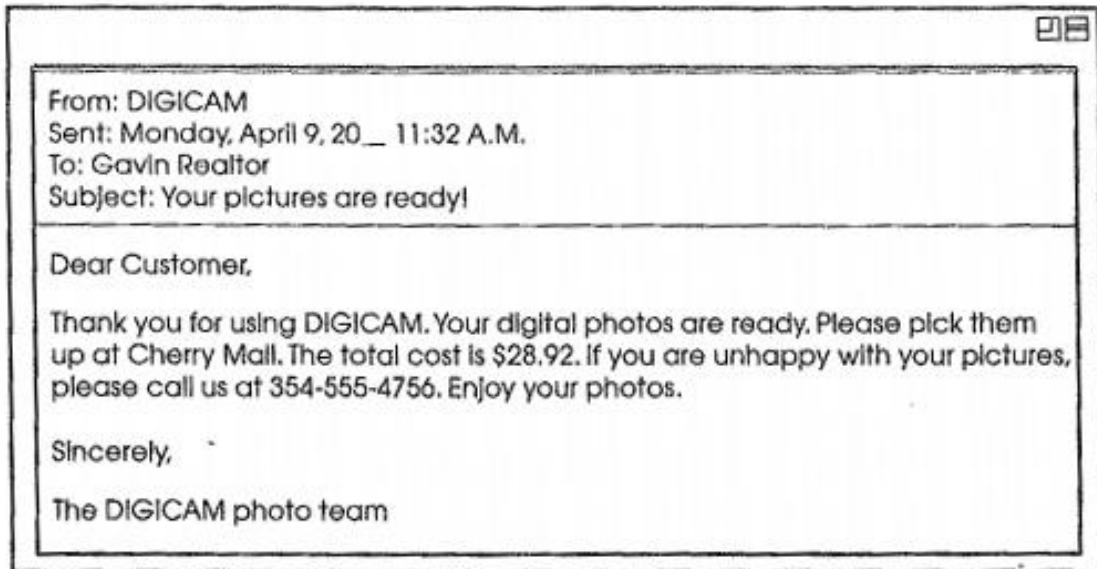 From: DIGICAM
Sent: Monday, April 9, 20__ 11:32 A.M.
To: Gavin Realtor
Subject: Your pictures are ready!
Dear Customer,
Thank you for using DIGICAM. Your digital photos are ready. Please pick them
up at Cherry Mall. The total cost is $28.92. If you are unhappy with your pictures,
please call us at 354-555-4756. Enjoy your photos.
Sincerely,
The DIGICAM photo team